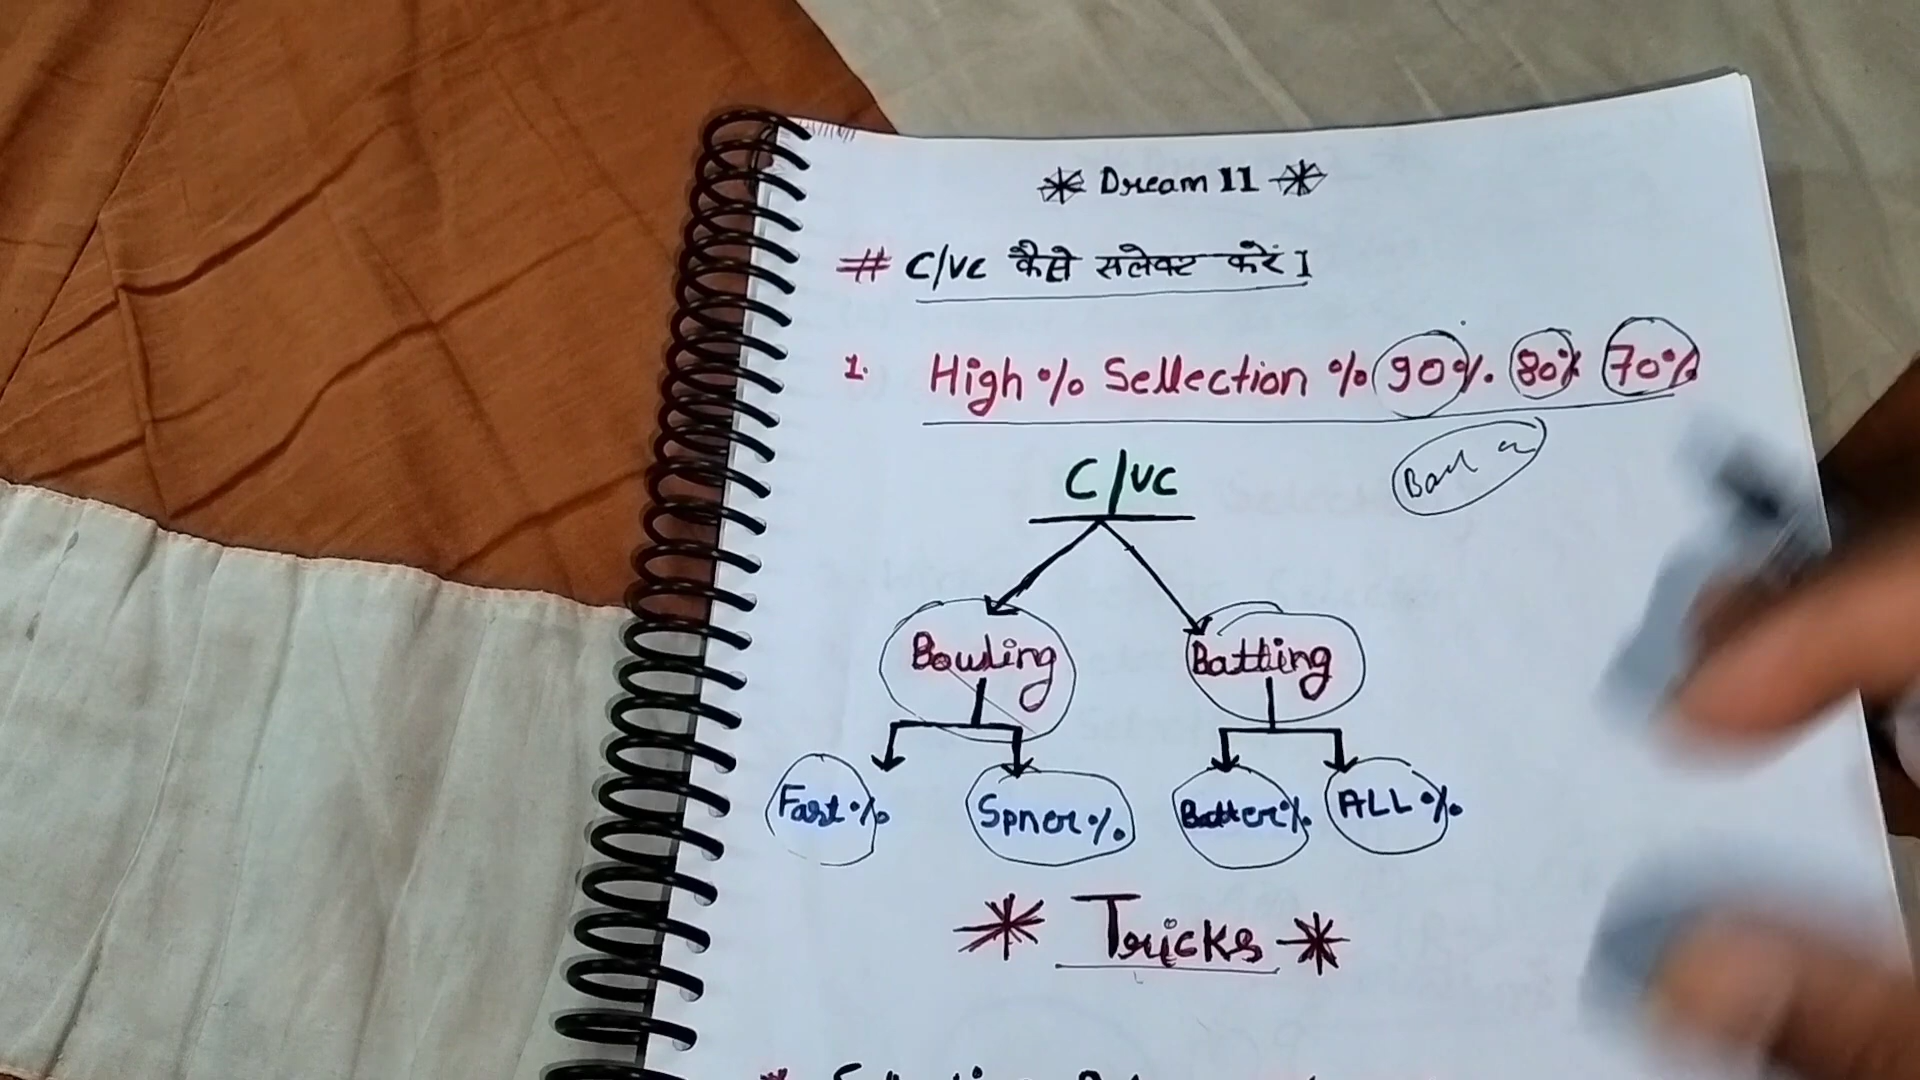 Dream 11
# C/VC कैसे सलेक्ट करें।
1. High % Sellection % 90% 80% 70%
C/VC
Bowling Batting
Fast % Spner % Batter % ALL %
* Tricks *